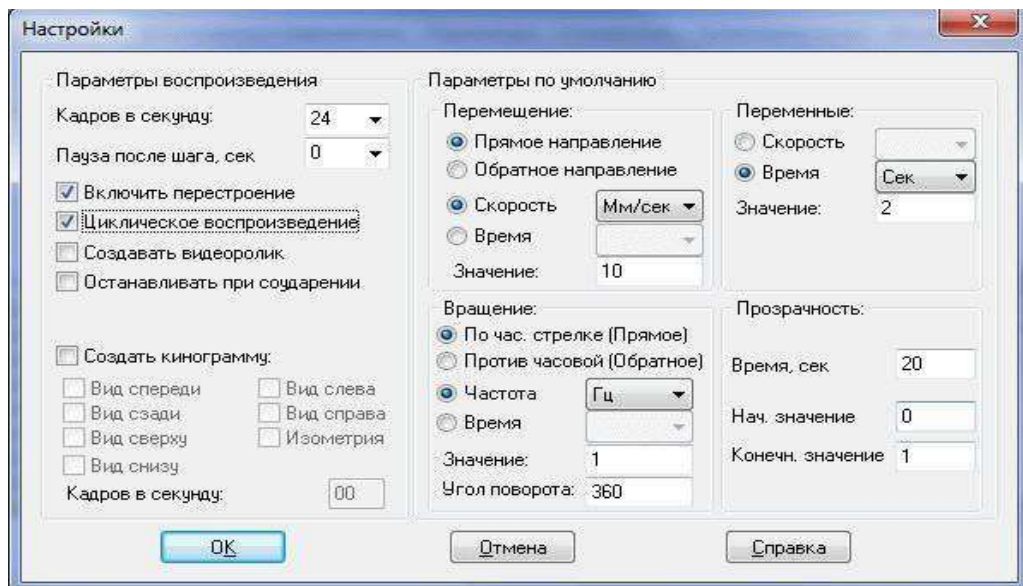 Настройки
Параметры воспроизведения
Кадров в секунду: 24
Пауза после шага, сек 0
Включить перестроение
Циклическое воспроизведение
Создавать видеоролик
Останавливать при соударении
Создать кинограмму:
Вид спереди Вид слева
Вид сзади Вид справа
Вид сверху Изометрия
Вид снизу
Кадров в секунду: 00
Параметры по умолчанию
Перемещение:
Прямое направление
Обратное направление
Скорость Мм/сек
Время
Значение: 10
Переменные:
Скорость
Время Сек
Значение: 2
Вращение:
По час. стрелке (Прямое)
Против часовой (Обратное)
Частота Гц
Время
Значение: 1
Угол поворота: 360
Прозрачность:
Время, сек 20
Нач. значение 0
Конечн. значение 1
OK Отмена Справка